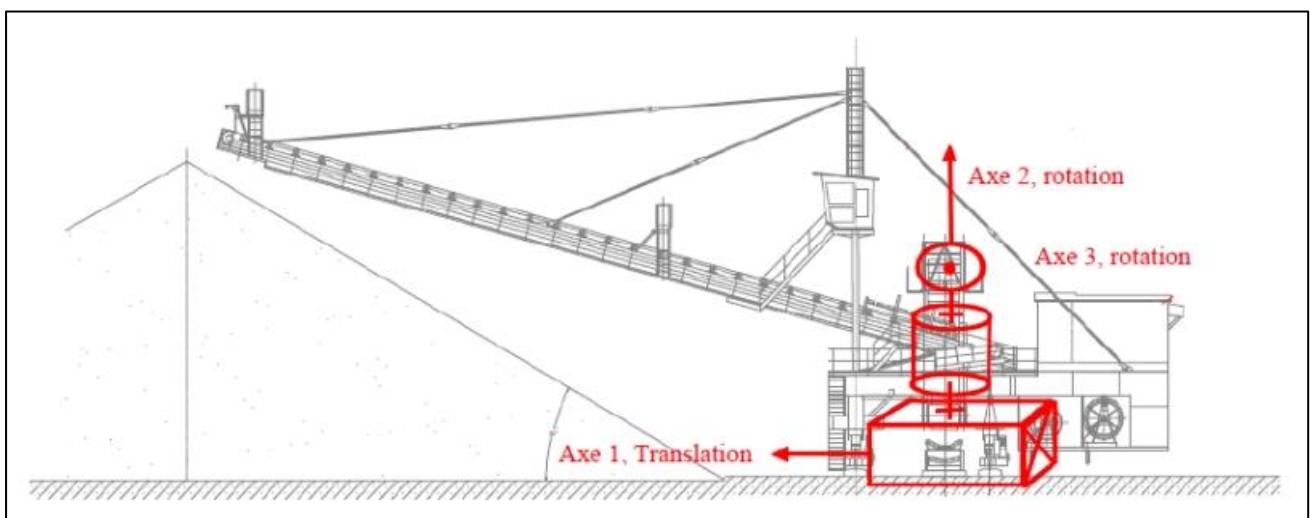 Axe 2, rotation
Axe 3, rotation
Axe 1, Translation